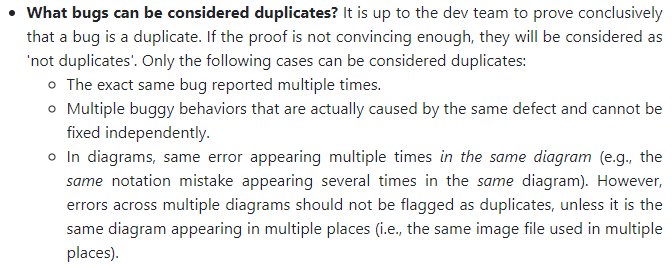 • What bugs can be considered duplicates? It is up to the dev team to prove conclusively
that a bug is a duplicate. If the proof is not convincing enough, they will be considered as
'not duplicates'. Only the following cases can be considered duplicates:
○ The exact same bug reported multiple times.
○ Multiple buggy behaviors that are actually caused by the same defect and cannot be
fixed independently.
○ In diagrams, same error appearing multiple times in the same diagram (e.g., the
same notation mistake appearing several times in the same diagram). However,
errors across multiple diagrams should not be flagged as duplicates, unless it is the
same diagram appearing in multiple places (i.e., the same image file used in multiple
places).